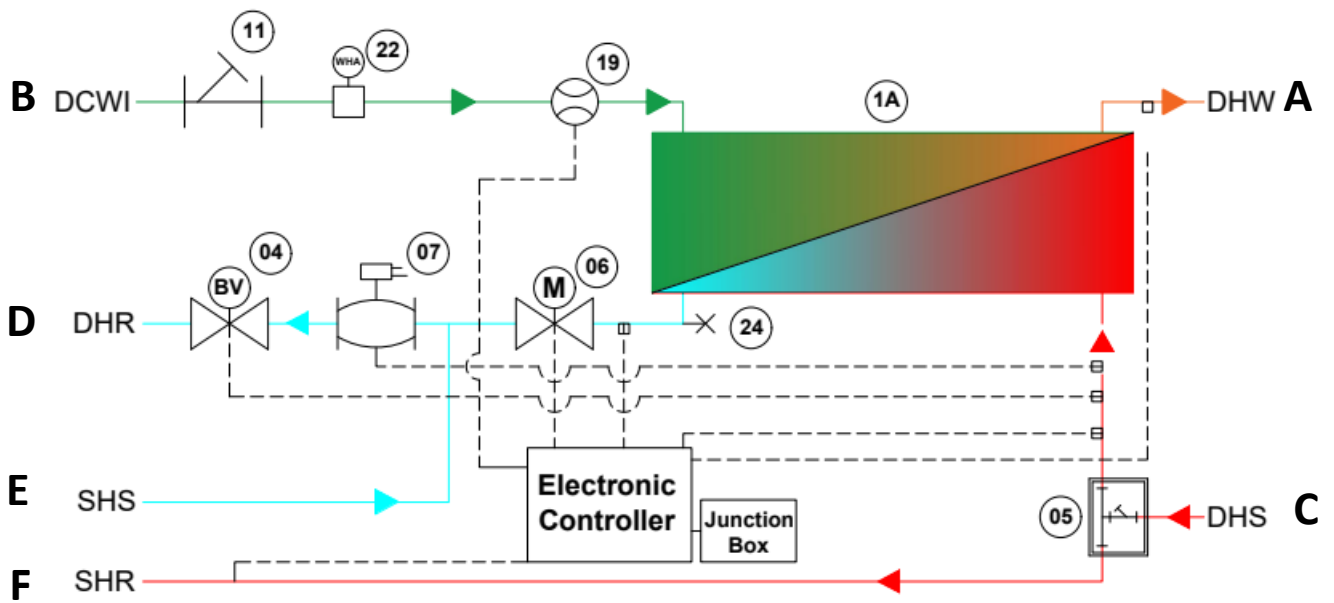 11
22
WHA
19
1A
B DCWI
DHW A
04
07
06
BV
M
D DHR
24
E SHS
Electronic
Controller
Junction
Box
05
DHS C
F SHR